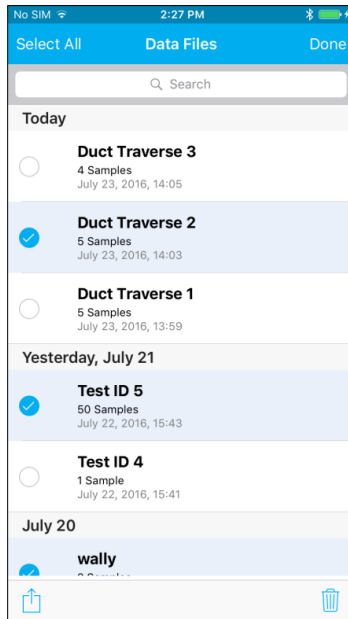 No SIM 2:27 PM
Select All Data Files Done
Search
Today
Duct Traverse 3
4 Samples
July 23, 2016, 14:05
Duct Traverse 2
5 Samples
July 23, 2016, 14:03
Duct Traverse 1
5 Samples
July 23, 2016, 13:59
Yesterday, July 21
Test ID 5
50 Samples
July 22, 2016, 15:43
Test ID 4
1 Sample
July 22, 2016, 15:41
July 20
wally